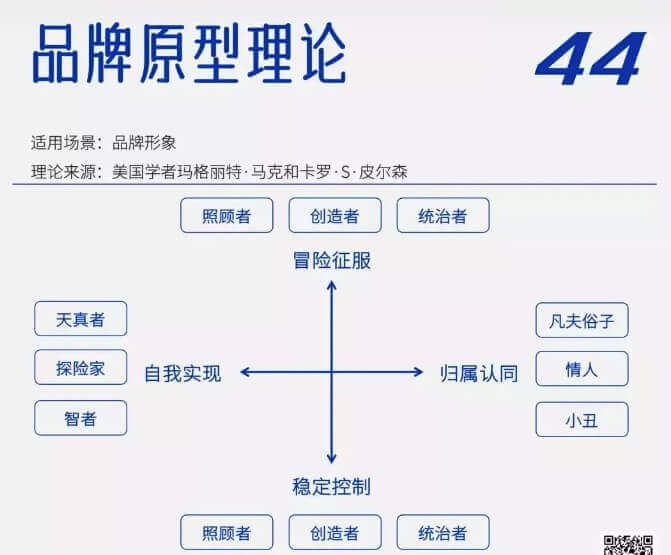 品牌原型理论 44
适用场景：品牌形象
理论来源：美国学者玛格丽特·马克和卡罗·S·皮尔森
照顾者 创造者 统治者
冒险征服
天真者
探险家
智者
自我实现
归属认同
凡夫俗子
情人
小丑
稳定控制
照顾者 创造者 统治者